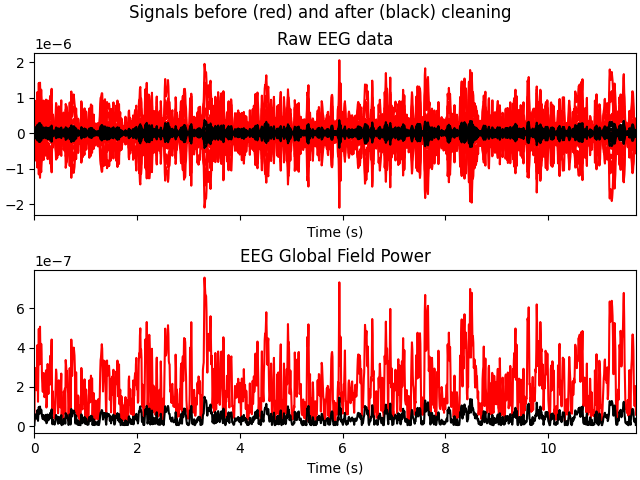 Signals before (red) and after (black) cleaning
Raw EEG data
1e−6
2
1
0
−1
−2
Time (s)
EEG Global Field Power
1e−7
6
4
2
0
0 2 4 6 8 10
Time (s)